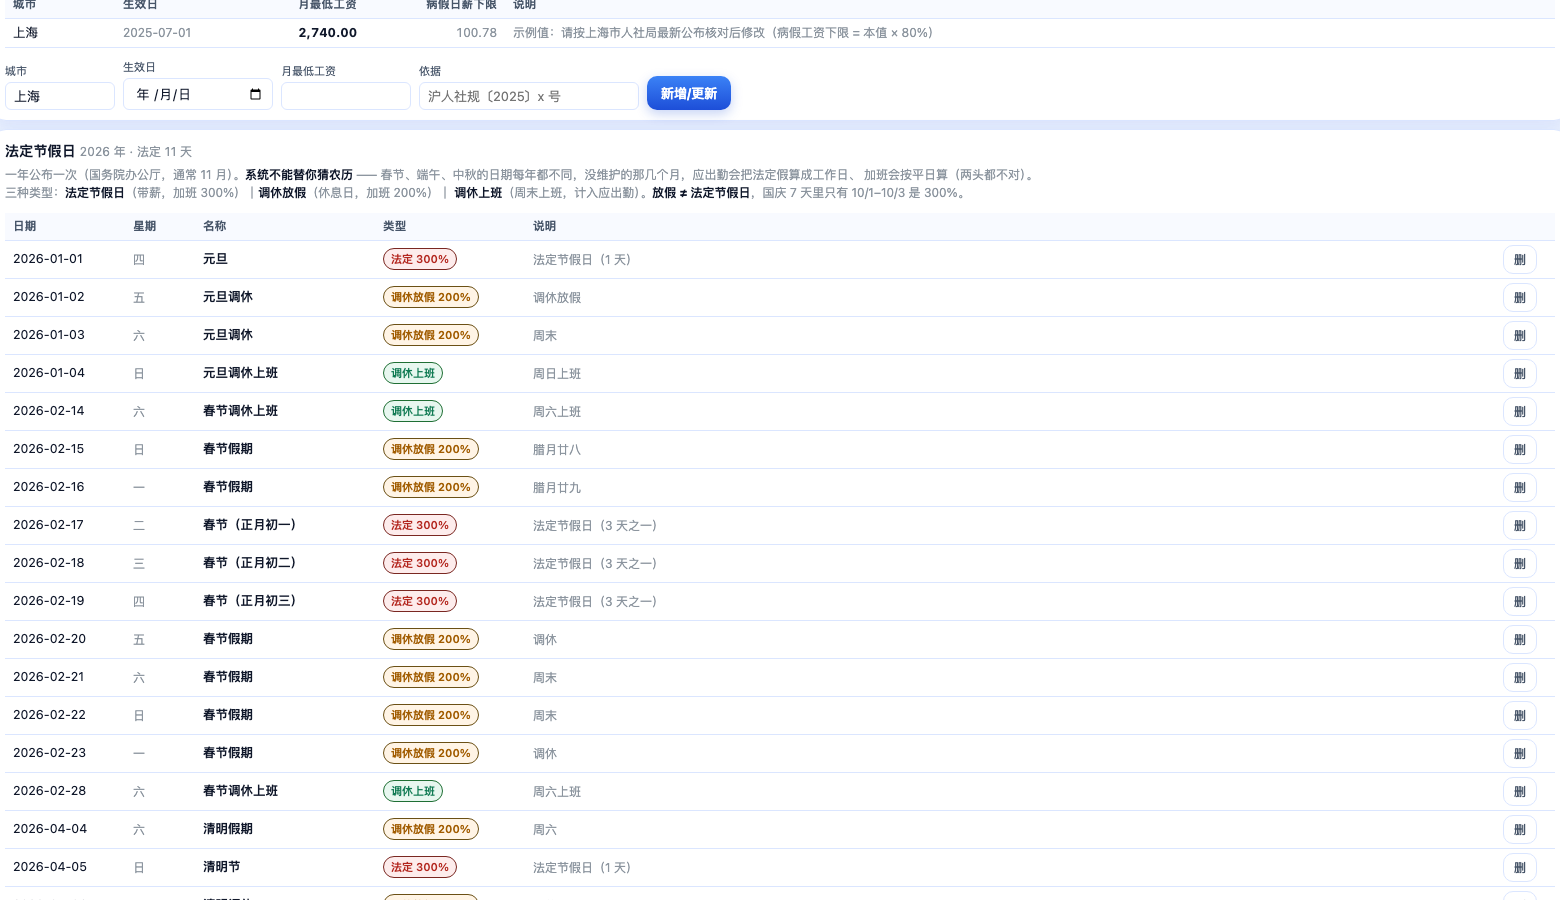 城市 生效日 月最低工资 病假日薪下限 说明
上海 2025-07-01 2,740.00 100.78 示例值：请按上海市人社局最新公布核对后修改（病假工资下限 = 本值 × 80%）
城市 生效日 月最低工资 依据
上海 年 /月/日 沪人社规〔2025〕x 号 新增/更新
法定节假日 2026 年 · 法定 11 天
一年公布一次（国务院办公厅，通常 11 月）。系统不能替你猜农历 —— 春节、端午、中秋的日期每年都不同，没维护的那几个月，应出勤会把法定假算成工作日、 加班会按平日算（两头都不对）。
三种类型：法定节假日（带薪，加班 300%）｜调休放假（休息日，加班 200%）｜ 调休上班（周末上班，计入应出勤）。放假 ≠ 法定节假日，国庆 7 天里只有 10/1–10/3 是 300%。
日期 星期 名称 类型 说明
2026-01-01 四 元旦 法定 300% 法定节假日（1 天） 删
2026-01-02 五 元旦调休 调休放假 200% 调休放假 删
2026-01-03 六 元旦调休 调休放假 200% 周末 删
2026-01-04 日 元旦调休上班 调休上班 周日上班 删
2026-02-14 六 春节调休上班 调休上班 周六上班 删
2026-02-15 日 春节假期 调休放假 200% 腊月廿八 删
2026-02-16 一 春节假期 调休放假 200% 腊月廿九 删
2026-02-17 二 春节（正月初一） 法定 300% 法定节假日（3 天之一） 删
2026-02-18 三 春节（正月初二） 法定 300% 法定节假日（3 天之一） 删
2026-02-19 四 春节（正月初三） 法定 300% 法定节假日（3 天之一） 删
2026-02-20 五 春节假期 调休放假 200% 调休 删
2026-02-21 六 春节假期 调休放假 200% 周末 删
2026-02-22 日 春节假期 调休放假 200% 周末 删
2026-02-23 一 春节假期 调休放假 200% 调休 删
2026-02-28 六 春节调休上班 调休上班 周六上班 删
2026-04-04 六 清明假期 调休放假 200% 周六 删
2026-04-05 日 清明节 法定 300% 法定节假日（1 天） 删